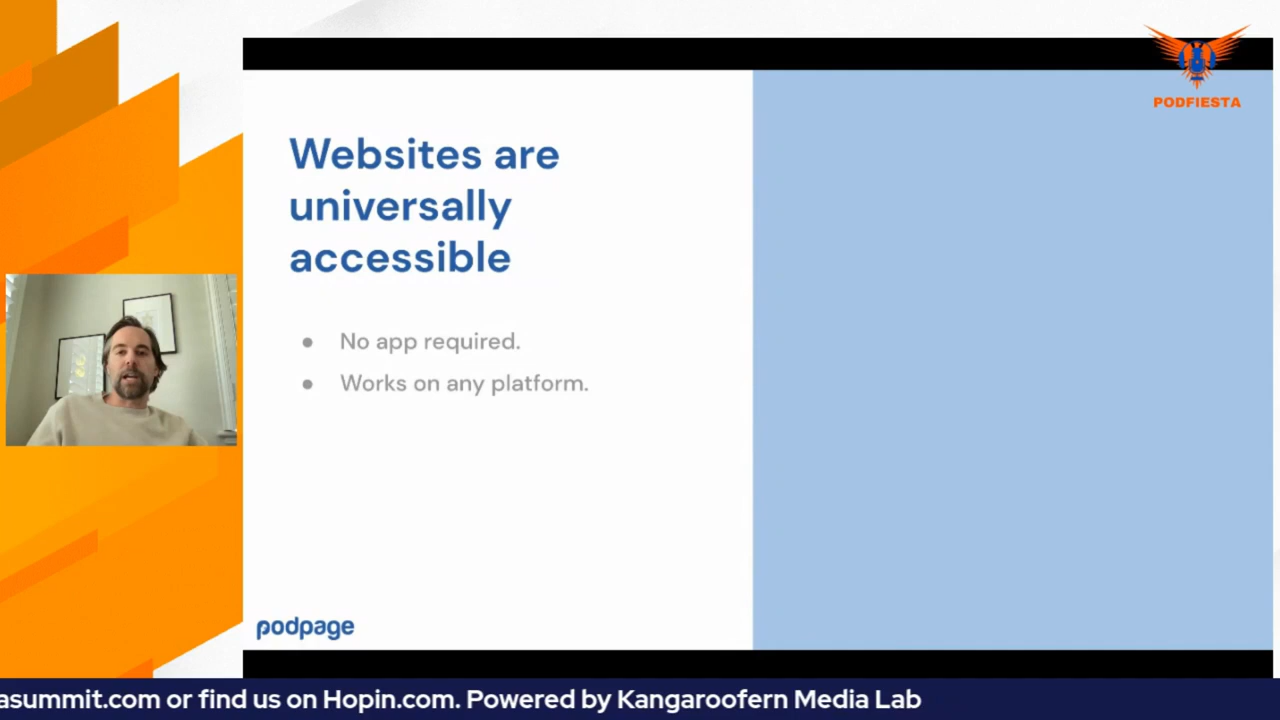 PODFIESTA
Websites are
universally
accessible
● No app required.
● Works on any platform.
podpage
asummit.com or find us on Hopin.com. Powered by Kangaroofern Media Lab